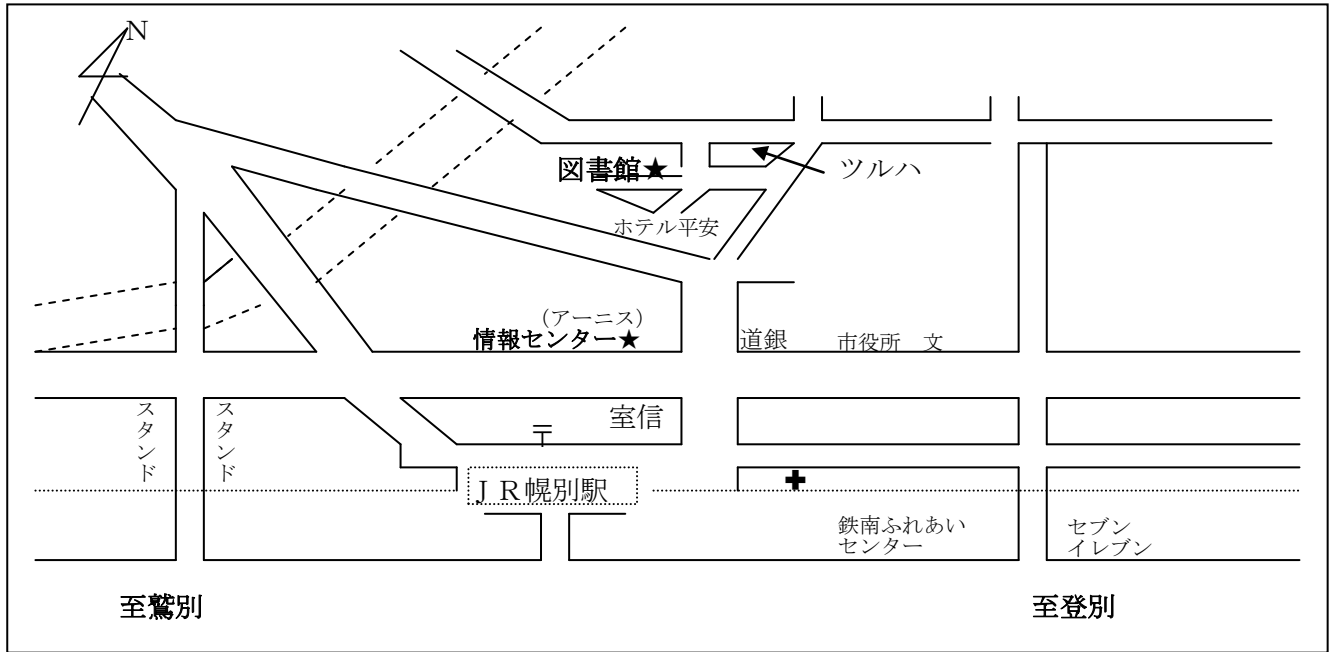 N
図書館★
ツルハ
ホテル平安
(アーニス)
情報センター★
道銀
市役所　文
スタンド
スタンド
室信
〒
ＪＲ幌別駅
鉄南ふれあい
センター
セブン
イレブン
至鷲別
至登別